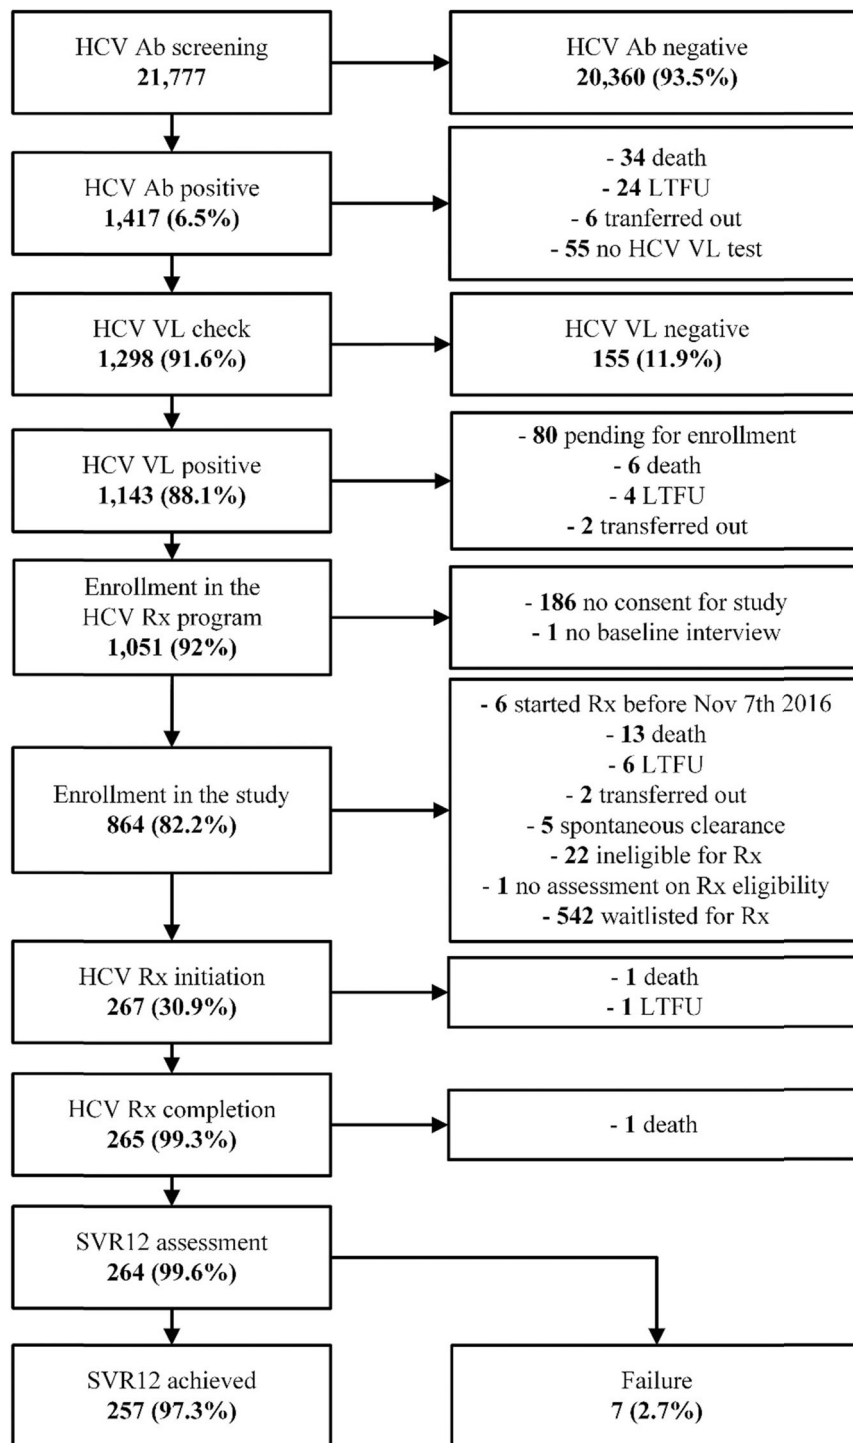 HCV Ab screening
21,777
HCV Ab negative
20,360 (93.5%)
HCV Ab positive
1,417 (6.5%)
- 34 death
- 24 LTFU
- 6 tranferred out
- 55 no HCV VL test
HCV VL check
1,298 (91.6%)
HCV VL negative
155 (11.9%)
HCV VL positive
1,143 (88.1%)
- 80 pending for enrollment
- 6 death
- 4 LTFU
- 2 transferred out
Enrollment in the
HCV Rx program
1,051 (92%)
- 186 no consent for study
- 1 no baseline interview
Enrollment in the study
864 (82.2%)
- 6 started Rx before Nov 7th 2016
- 13 death
- 6 LTFU
- 2 transferred out
- 5 spontaneous clearance
- 22 ineligible for Rx
- 1 no assessment on Rx eligibility
- 542 waitlisted for Rx
HCV Rx initiation
267 (30.9%)
- 1 death
- 1 LTFU
HCV Rx completion
265 (99.3%)
- 1 death
SVR12 assessment
264 (99.6%)
SVR12 achieved
257 (97.3%)
Failure
7 (2.7%)